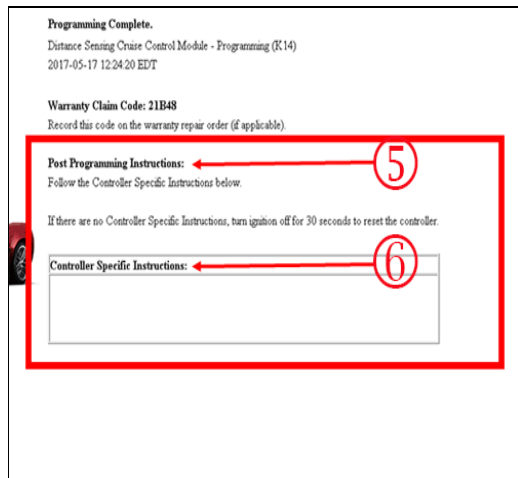 Programming Complete.
Distance Sensing Cruise Control Module - Programming (K14)
2017-05-17 12:24:20 EDT
Warranty Claim Code: 21B48
Record this code on the warranty repair order (if applicable).
Post Programming Instructions:
5
Follow the Controller Specific Instructions below.
If there are no Controller Specific Instructions, turn ignition off for 30 seconds to reset the controller.
Controller Specific Instructions:
6